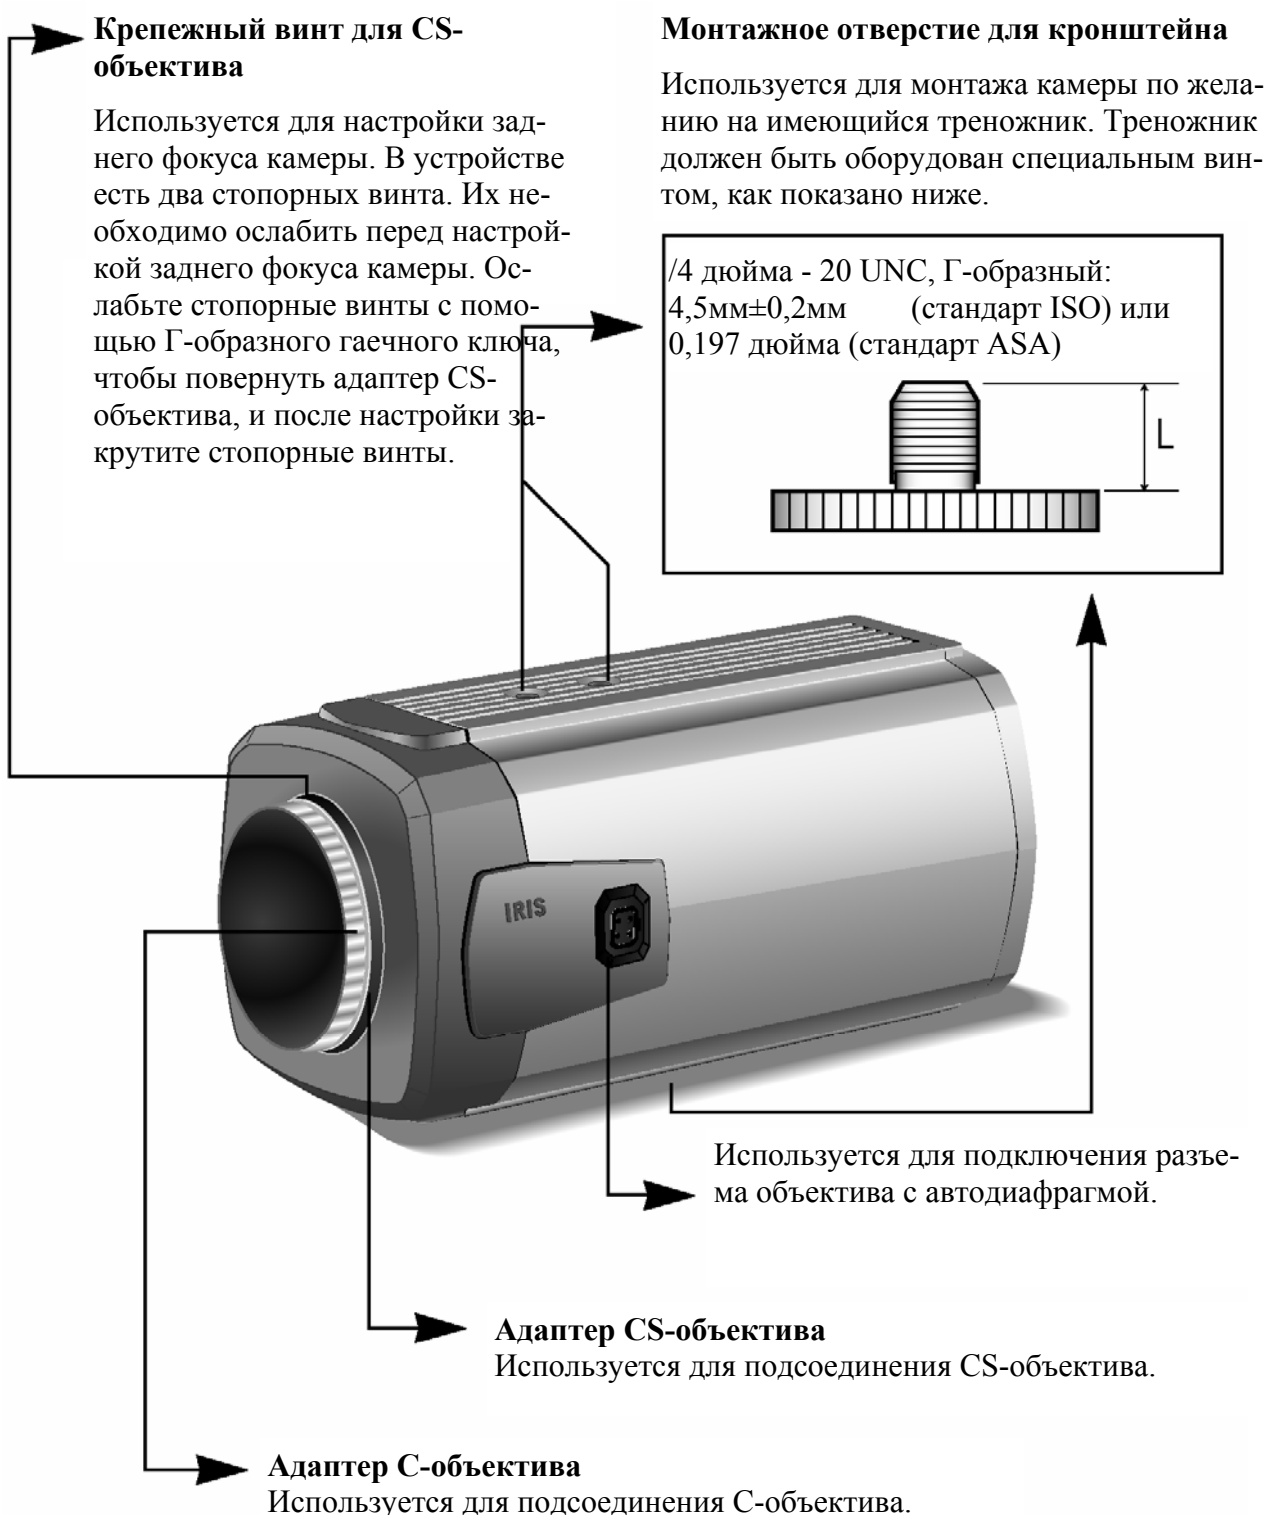 Крепежный винт для CS-
объектива
Используется для настройки зад-
него фокуса камеры. В устройстве
есть два стопорных винта. Их не-
обходимо ослабить перед настрой-
кой заднего фокуса камеры. Ос-
лабьте стопорные винты с помо-
щью Г-образного гаечного ключа,
чтобы повернуть адаптер CS-
объектива, и после настройки за-
крутите стопорные винты.
Монтажное отверстие для кронштейна
Используется для монтажа камеры по жела-
нию на имеющийся треножник. Треножник
должен быть оборудован специальным вин-
том, как показано ниже.
/4 дюйма - 20 UNC, Г-образный:
4,5мм±0,2мм (стандарт ISO) или
0,197 дюйма (стандарт ASA)
L
IRIS
Используется для подключения разъе-
ма объектива с автодиафрагмой.
Адаптер CS-объектива
Используется для подсоединения CS-объектива.
Адаптер С-объектива
Используется для подсоединения С-объектива.